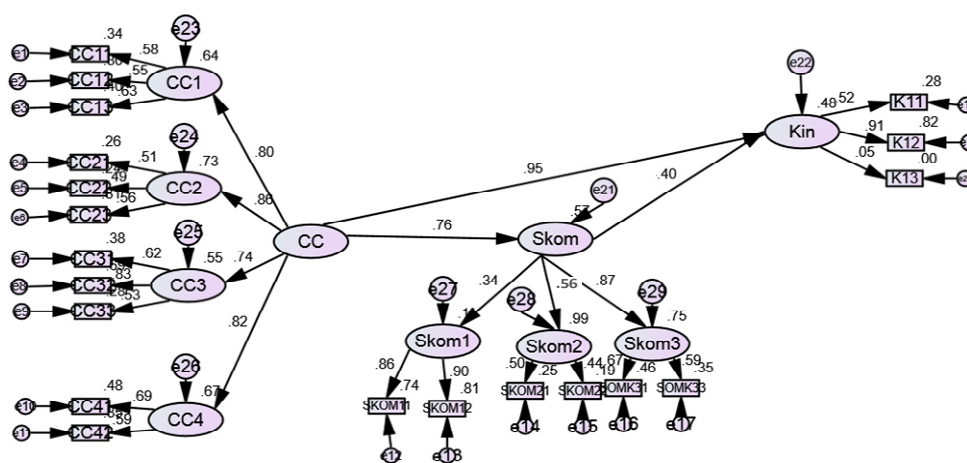 e23
.34
e1
CC11
.58
.64
e2
CC12
.55
CC1
e3
CC13
.63
e24
.26
e4
CC21
.51
.73
e5
CC22
.49
CC2
e6
CC23
.56
e25
.38
e7
CC31
.62
.55
e8
CC32
.83
CC3
e9
CC33
.53
e26
.48
e10
CC41
.69
.67
CC4
CC42
.59
.80
.86
.74
.82
CC
.95
.76
.40
e21
.57
Skom
e22
.48
Kin
.52
K11
.28
.91
K12
.82
.05
K13
.00
.34
.56
.87
e27
Skom1
e28
.99
Skom2
e29
.75
Skom3
.86
.74
.90
.81
SKOM11
SKOM12
e12
e13
.50
.25
.44
.19
SKOM21
e14
e15
.67
.46
.59
.35
OMK31
OMK33
e16
e17